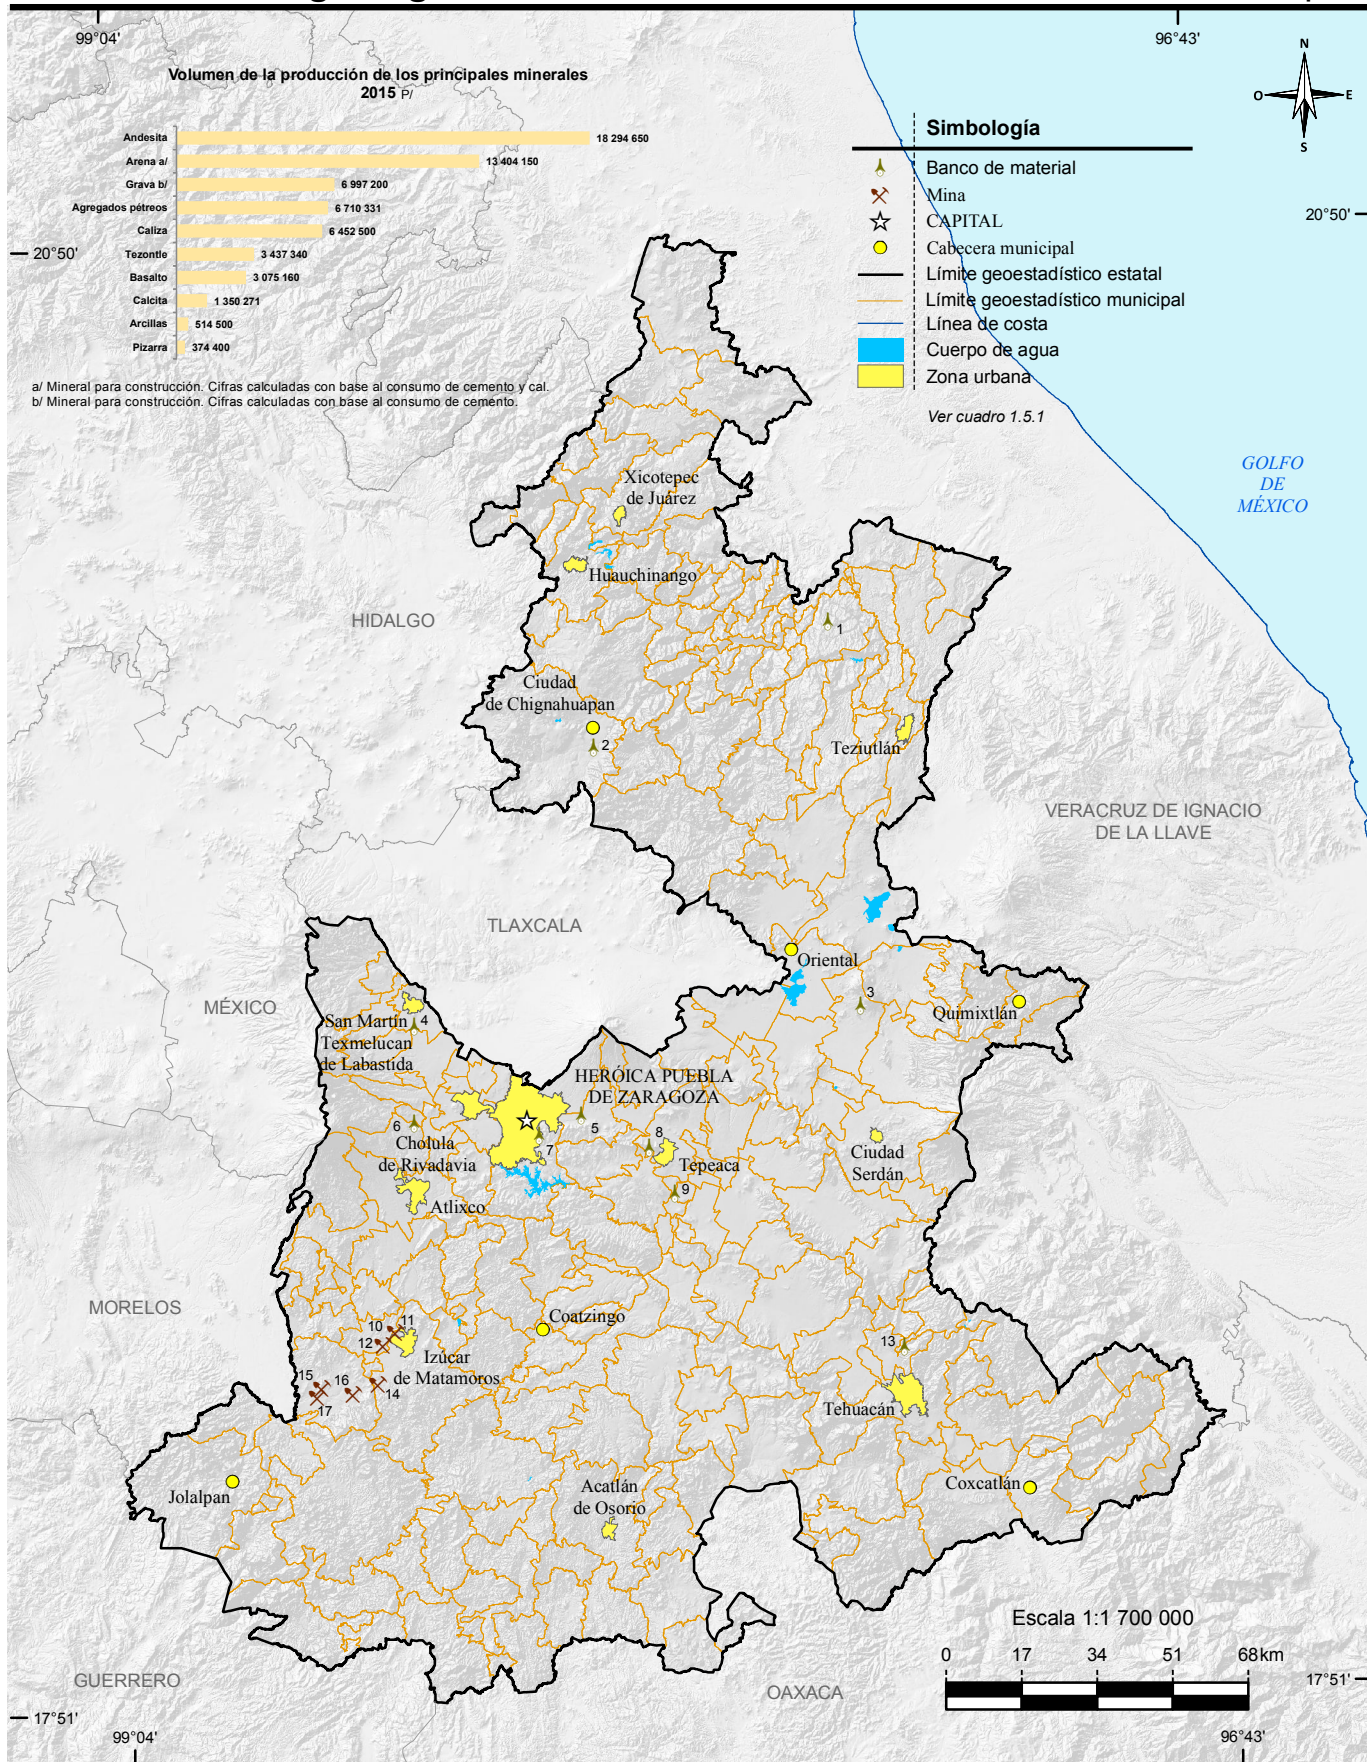 99°04'
96°43'
Volumen de la producción de los principales minerales
2015 P/
Andesita 18 294 650
Arena a/ 13 404 150
Grava b/ 6 997 200
Agregados pétreos 6 710 331
Caliza 6 452 500
Tezontle 3 437 340
Basalto 3 075 160
Calcita 1 350 271
Arcillas 514 500
Pizarra 374 400
a/ Mineral para construcción. Cifras calculadas con base al consumo de cemento y cal.
b/ Mineral para construcción. Cifras calculadas con base al consumo de cemento.
N
O E
S
Simbología
Banco de material
Mina
CAPITAL
Cabecera municipal
Límite geoestadístico estatal
Límite geoestadístico municipal
Línea de costa
Cuerpo de agua
Zona urbana
Ver cuadro 1.5.1
20°50'
20°50'
GOLFO
DE
MÉXICO
Xicotepec
de Juárez
Huauchinango
HIDALGO
1
Ciudad
de Chignahuapan
2
Teziutlán
VERACRUZ DE IGNACIO
DE LA LLAVE
TLAXCALA
Oriental
3
MÉXICO
Quimixtlán
San Martín
Texmelucan
de Labastida
4
HERÓICA PUEBLA
DE ZARAGOZA
5
6
Cholula
de Rivadavia
7
8
Tepeaca
Ciudad
Serdán
9
Atlixco
MORELOS
Coatzingo
10
11
12
Izúcar
de Matamoros
13
14
15
16
17
Tehuacán
Jolalpan
Acatlán
de Osorio
Coxcatlán
Escala 1:1 700 000
0 17 34 51 68km
GUERRERO
OAXACA
17°51'
17°51'
99°04'
96°43'